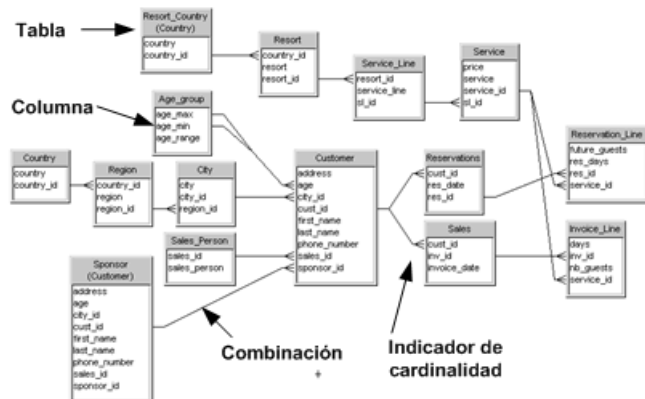 Tabla
Resort_Country
(Country)
country
country_id
Resort
country_id
resort
resort_id
Service_Line
resort_id
service_line
sl_id
Service
price
service
service_id
sl_id
Columna
Age_group
age_max
age_min
age_range
Country
country
country_id
Region
country_id
region
region_id
City
city
city_id
region_id
Customer
address
age
city_id
cust_id
first_name
last_name
phone_number
sales_id
sponsor_id
Reservations
cust_id
res_date
res_id
Reservation_Line
future_guests
res_days
res_id
service_id
Sales_Person
sales_id
sales_person
Sales
cust_id
inv_id
invoice_date
Invoice_Line
days
inv_id
nb_guests
service_id
Sponsor
(Customer)
address
age
city_id
cust_id
first_name
last_name
phone_number
sales_id
sponsor_id
Combinación
Indicador de
cardinalidad